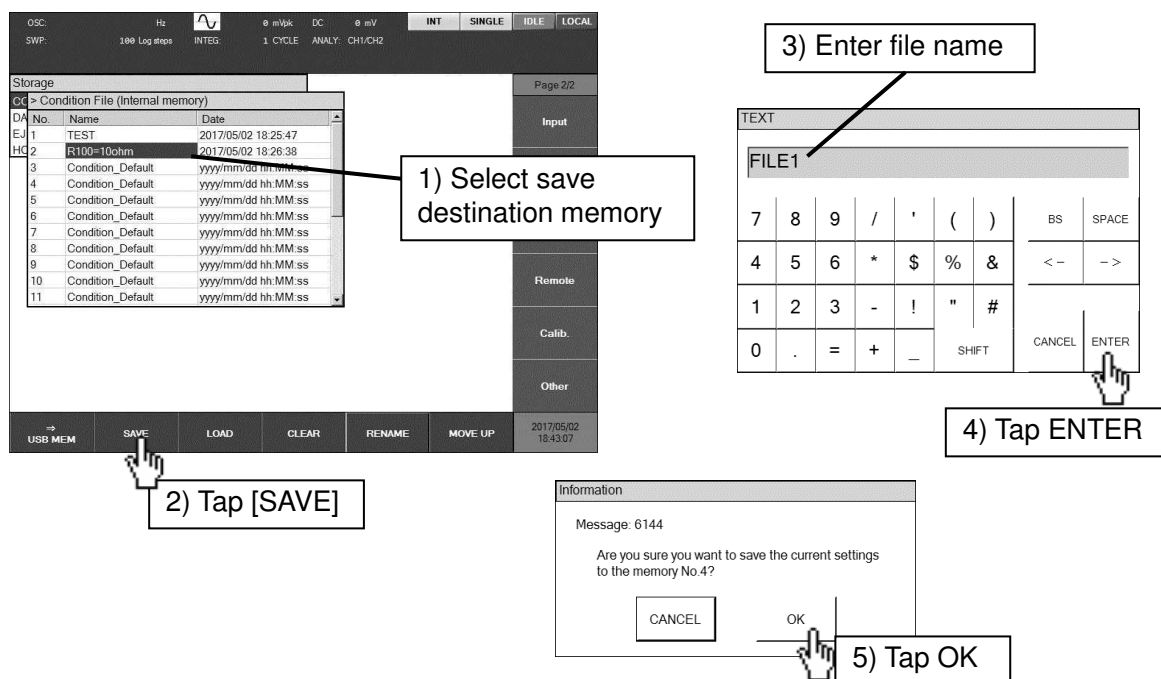 OSC: Hz 0 mVpk DC 0 mV INT SINGLE IDLE LOCAL
SWP: 100 Log steps INTEG: 1 CYCLE ANALY: CH1/CH2
Storage
> Condition File (Internal memory)
No. Name Date
1 TEST 2017/05/02 18:25:47
2 R100=10ohm 2017/05/02 18:26:38
3 Condition_Default yyyy/mm/dd hh:MM:ss
4 Condition_Default yyyy/mm/dd hh:MM:ss
5 Condition_Default yyyy/mm/dd hh:MM:ss
6 Condition_Default yyyy/mm/dd hh:MM:ss
7 Condition_Default yyyy/mm/dd hh:MM:ss
8 Condition_Default yyyy/mm/dd hh:MM:ss
9 Condition_Default yyyy/mm/dd hh:MM:ss
10 Condition_Default yyyy/mm/dd hh:MM:ss
11 Condition_Default yyyy/mm/dd hh:MM:ss
Page 2/2
Input
Remote
Calib.
Other
⇒
USB MEM SAVE LOAD CLEAR RENAME MOVE UP
2017/05/02
18:43:07
1) Select save
destination memory
2) Tap [SAVE]
3) Enter file name
TEXT
FILE1
7 8 9 / ' ( ) BS SPACE
4 5 6 * $ % & <- ->
1 2 3 - ! " #
0 . = + _ SHIFT CANCEL ENTER
4) Tap ENTER
Information
Message: 6144
Are you sure you want to save the current settings
to the memory No.4?
CANCEL OK
5) Tap OK